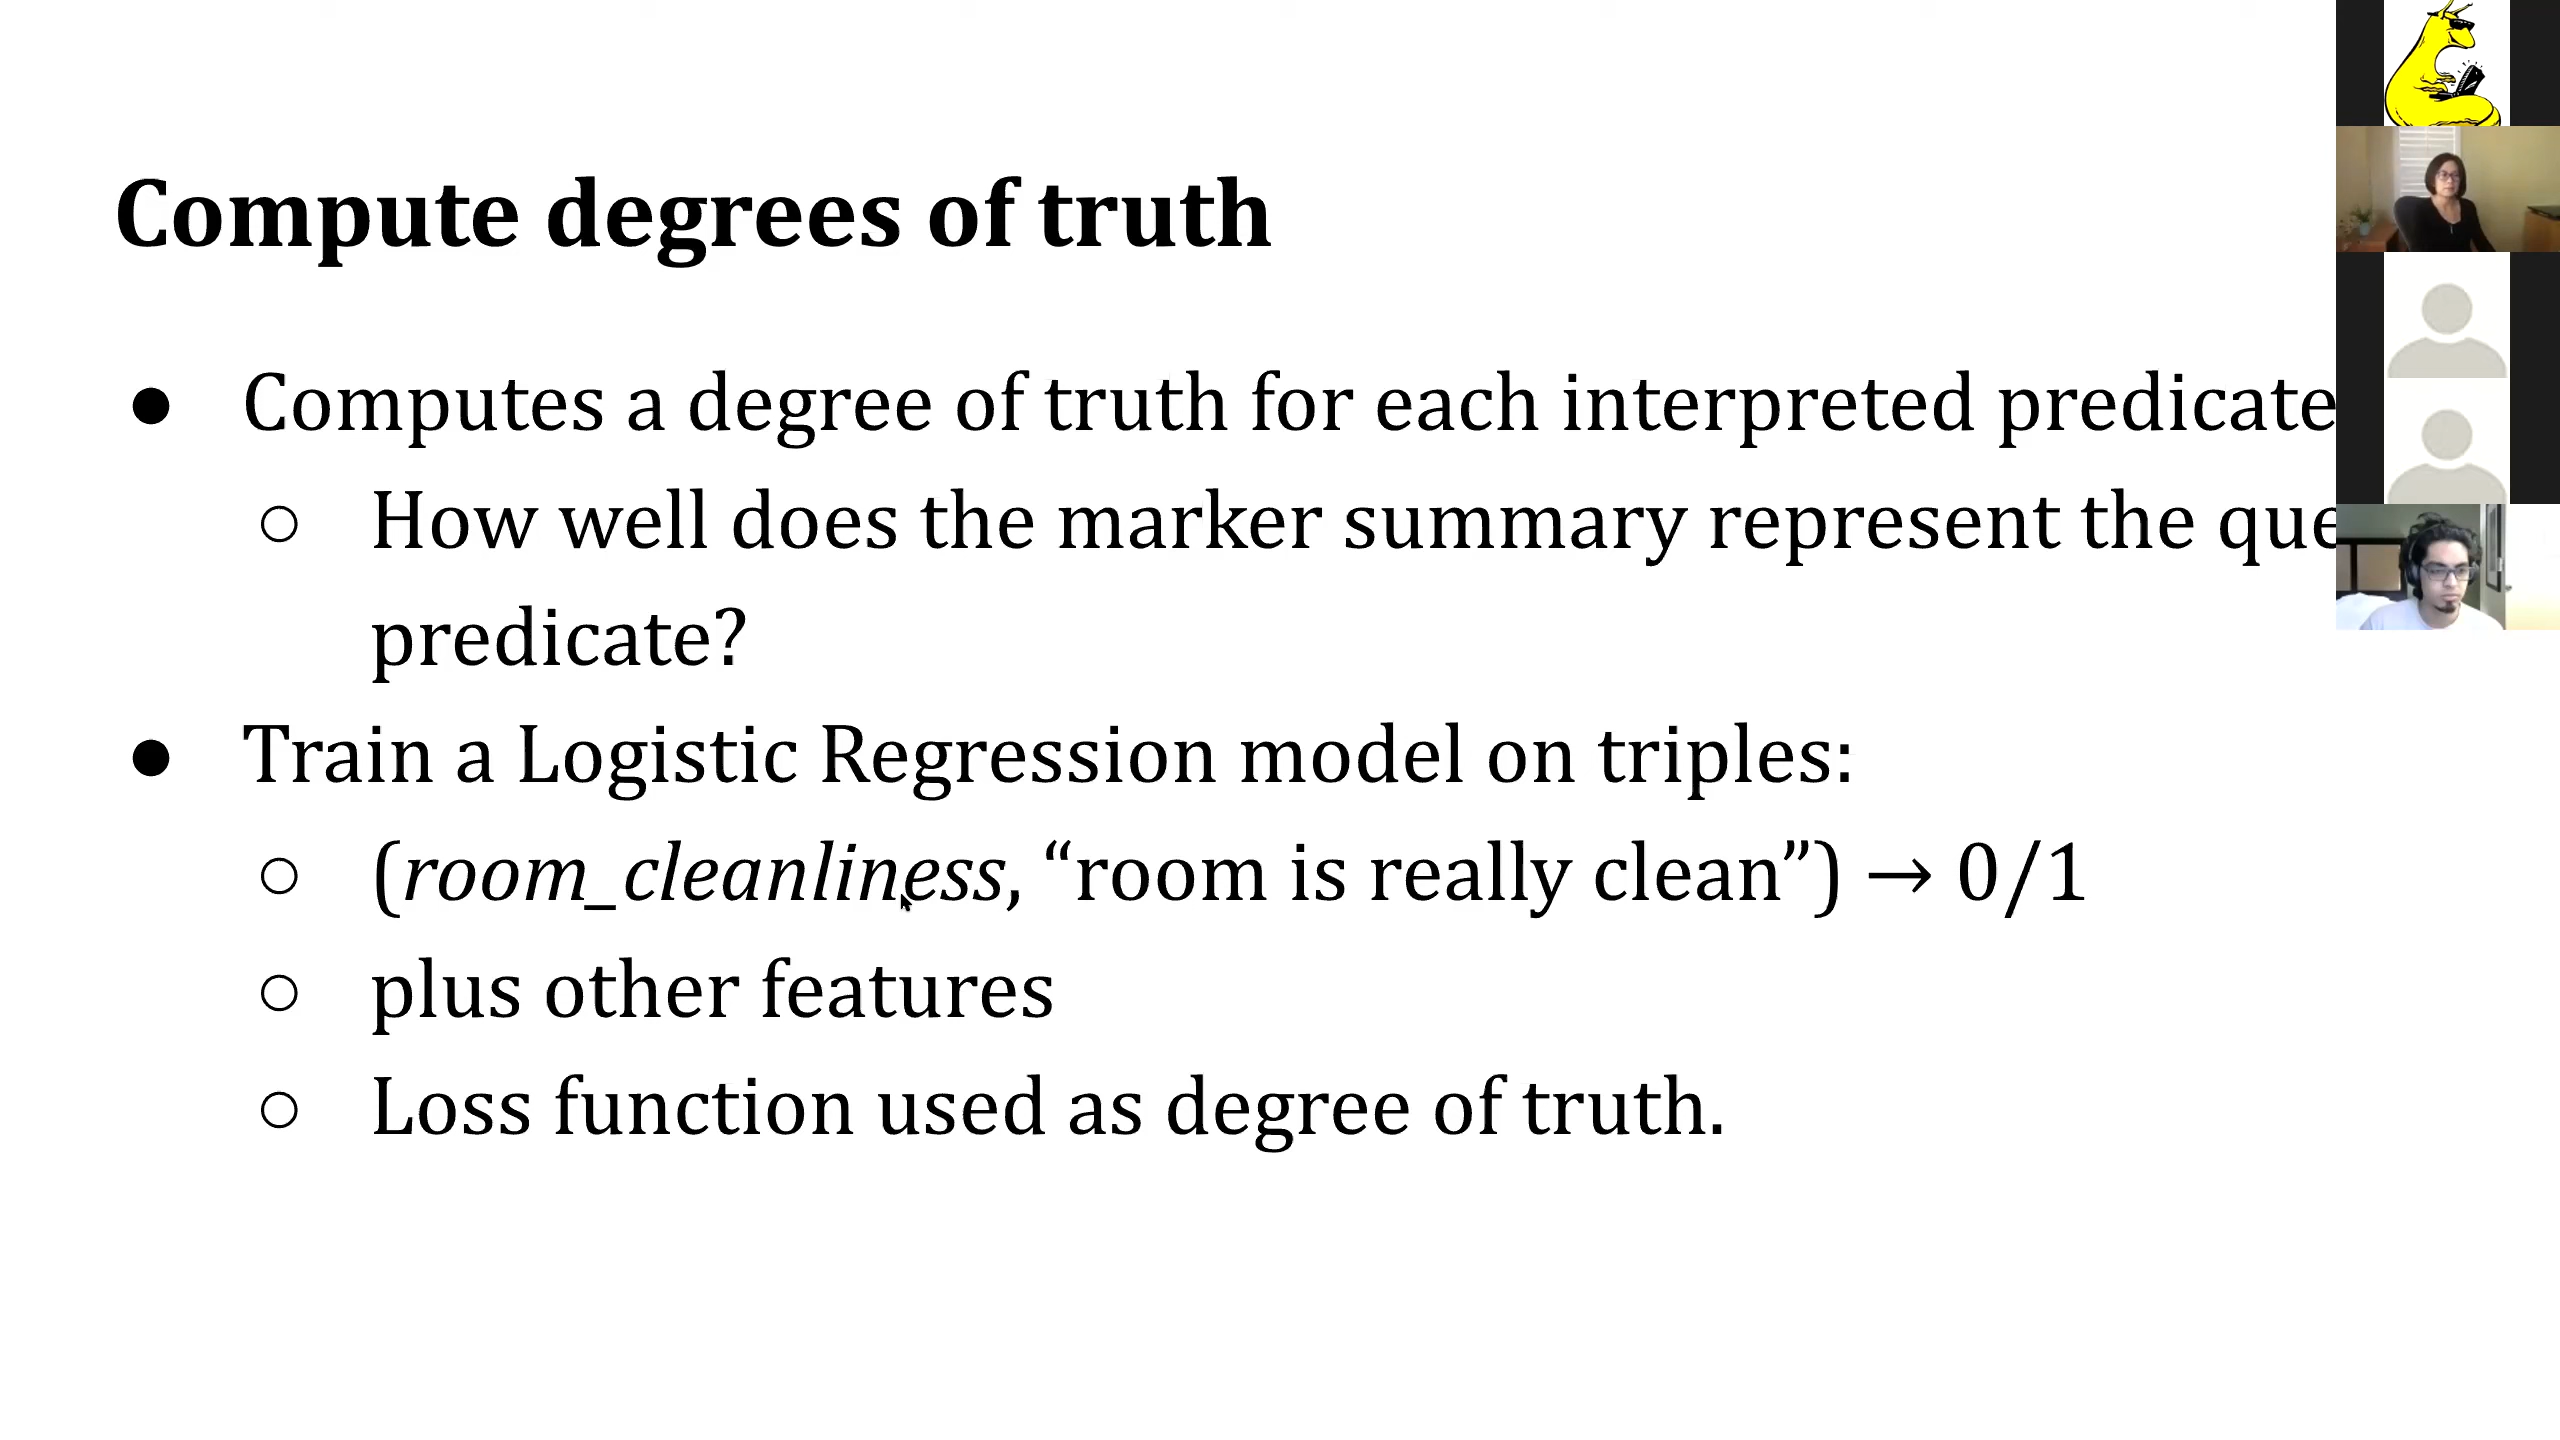 Compute degrees of truth
● Computes a degree of truth for each interpreted predicate
○ How well does the marker summary represent the
predicate?
● Train a Logistic Regression model on triples:
○ (room_cleanliness, “room is really clean”) → 0/1
○ plus other features
○ Loss function used as degree of truth.